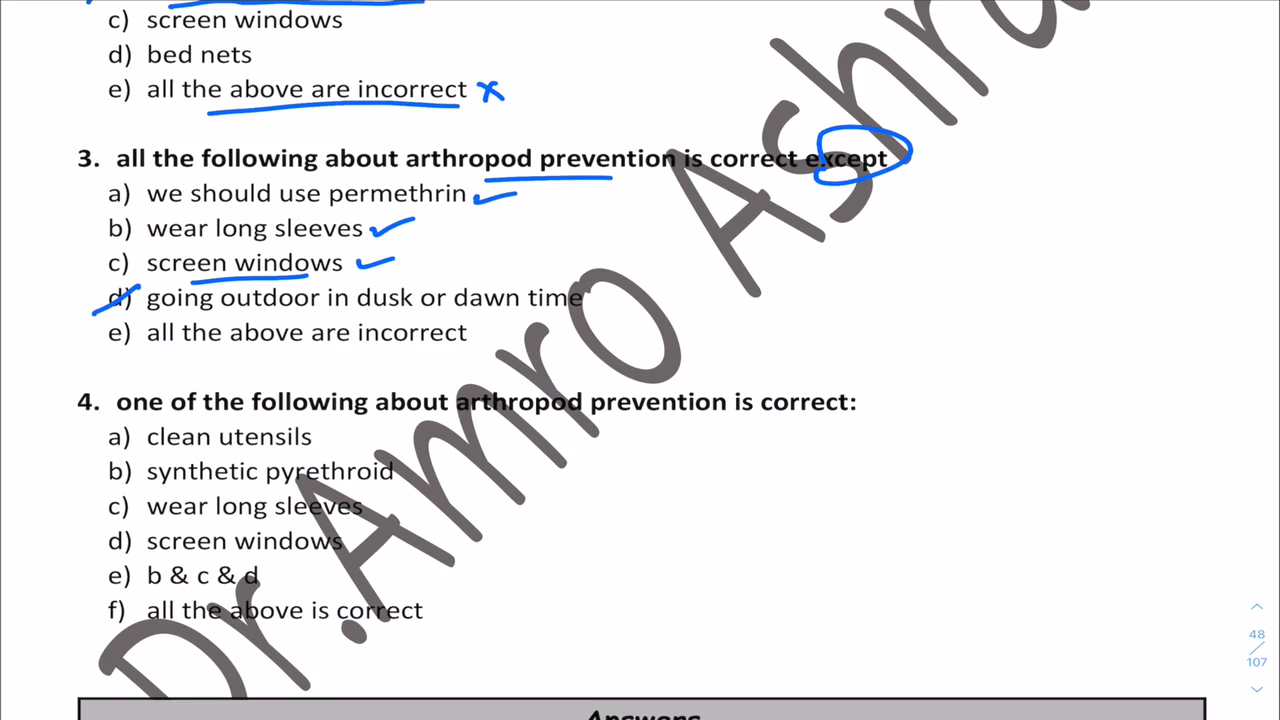 c) screen windows
d) bed nets
e) all the above are incorrect
3. all the following about arthropod prevention is correct except
a) we should use permethrin
b) wear long sleeves
c) screen windows
d) going outdoor in dusk or dawn time
e) all the above are incorrect
4. one of the following about arthropod prevention is correct:
a) clean utensils
b) synthetic pyrethroid
c) wear long sleeves
d) screen windows
e) b & c & d
f) all the above is correct
Dr. Amro
48
107
Answers